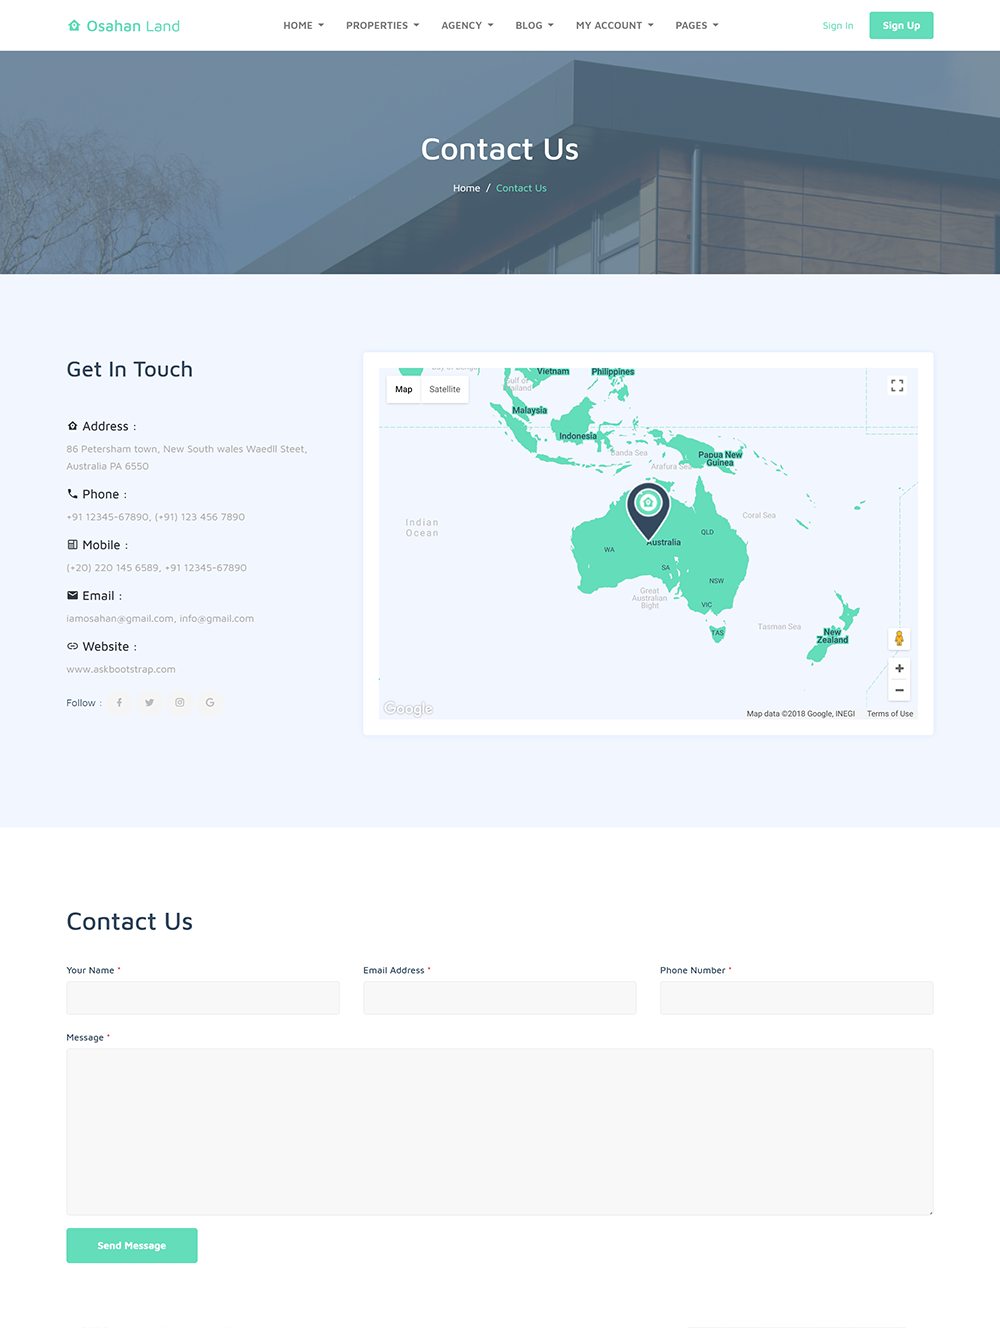 Osahan Land
HOME PROPERTIES AGENCY BLOG MY ACCOUNT PAGES
Sign In Sign Up
Contact Us
Home / Contact Us
Get In Touch
Address :
86 Petersham town, New South wales Waedll Steet,
Australia PA 6550
Phone :
+91 12345-67890, (+91) 123 456 7890
Mobile :
(+20) 220 145 6589, +91 12345-67890
Email :
iamosahan@gmail.com, info@gmail.com
Website :
www.askbootstrap.com
Follow :
Map Satellite
Vietnam
Philippines
Gulf of
Thailand
Malaysia
Indonesia
Banda Sea
Arafura Sea
Papua New
Guinea
Indian
Ocean
Coral Sea
Australia
WA
QLD
SA
NSW
VIC
TAS
Great
Australian
Bight
Tasman Sea
New
Zealand
Google
Map data ©2018 Google, INEGI Terms of Use
Contact Us
Your Name *
Email Address *
Phone Number *
Message *
Send Message